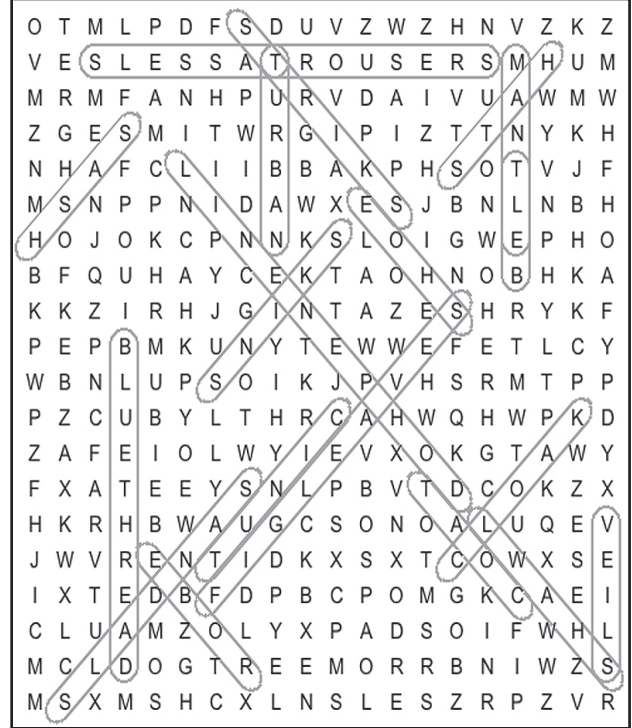 O T M L P D F S D U V Z W Z H N V Z K Z
V E S L E S S A T R O U S E R S M H U M
M R M F A N H P U R V D A I V U A W M W
Z G E S M I T W R G I P I Z T T N Y K H
N H A F C L I I B B A K P H S O T V J F
M S N P P N I D A W X E S J B N L N B H
H O J O K C P N N K S L O I G W E P H O
B F Q U H A Y C E K T A O H N O B H K A
K K Z I R H J G I N T A Z E S H R Y K F
P E P B M K U N Y T E W W E F E T L C Y
W B N L U P S O I K J P V H S R M T P P
P Z C U B Y L T H R C A H W Q H W P K D
Z A F E I O L W Y I E V X O K G T A W Y
F X A T E E Y S N L P B V T D C O K Z X
H K R H B W A U G C S O N O A L U Q E V
J W V R E N T I D K X S X T C O W X S E
I X T E D B F D P B C P O M G K C A E I
C L U A M Z O L Y X P A D S O I F W H L
M C L D O G T R E E M O R R B N I W Z S
M S X M S H C X L N S L E S Z R P Z V R